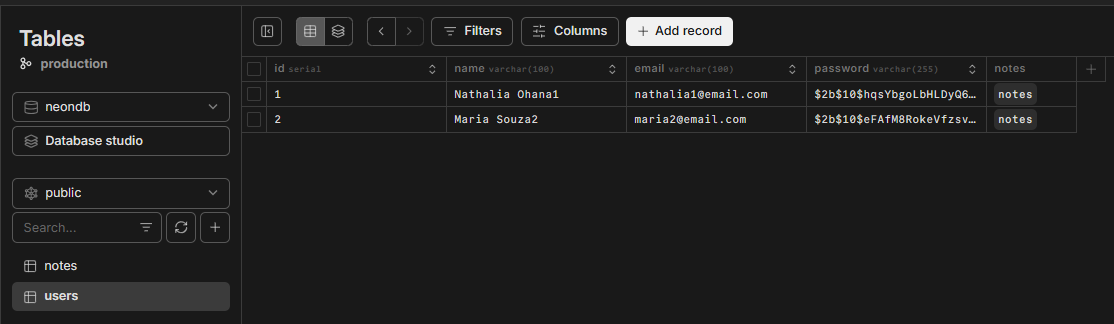 Tables
production
neondb
Database studio
public
Search...
notes
users
Filters
Columns
+ Add record
id serial
name varchar(100)
email varchar(100)
password varchar(255)
notes
1 Nathalia Ohana1 nathalia1@email.com $2b$10$hqsYbgoLbHLDyQ6… notes
2 Maria Souza2 maria2@email.com $2b$10$eFAfM8RokeVfzsv… notes